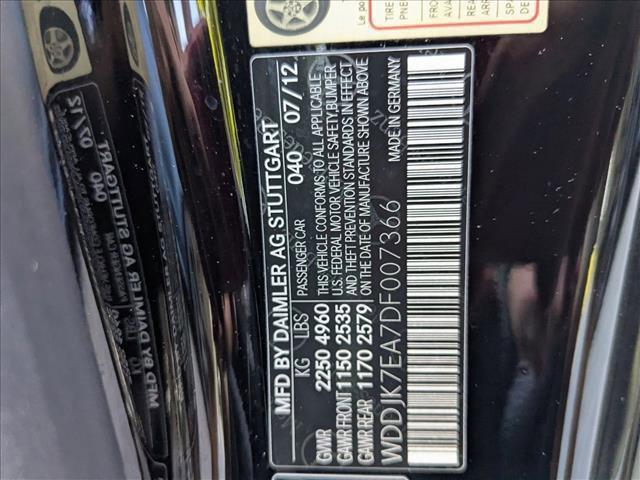 MFD BY DAIMLER AG STUTTGART
040 07/12
KG LBS PASSENGER CAR
GVWR 2250 4960 THIS VEHICLE CONFORMS TO ALL APPLICABLE
U.S. FEDERAL MOTOR VEHICLE SAFETY, BUMPER
GAWR FRONT 1150 2535 AND THEFT PREVENTION STANDARDS IN EFFECT
GAWR REAR 1170 2579 ON THE DATE OF MANUFACTURE SHOWN ABOVE
WDDJK7EA7DF007366 MADE IN GERMANY